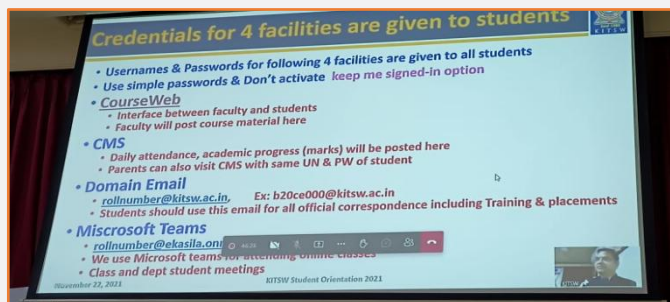 Credentials for 4 facilities are given to students
KITSW
• Usernames & Passwords for following 4 facilities are given to all students
• Use simple passwords & Don't activate keep me signed-in option
• CourseWeb
• Interface between faculty and students
• Faculty will post course material here
• CMS
• Daily attendance, academic progress (marks) will be posted here
• Parents can also visit CMS with same UN & PW of student
• Domain Email
• rollnumber@kitsw.ac.in, Ex: b20ce000@kitsw.ac.in
• Students should use this email for all official correspondence including Training & placements
• Miscrosoft Teams
• rollnumber@ekasila.on
• We use Microsoft teams for attending online classes
• Class and dept student meetings
November 22, 2021
KITSW Student Orientation 2021